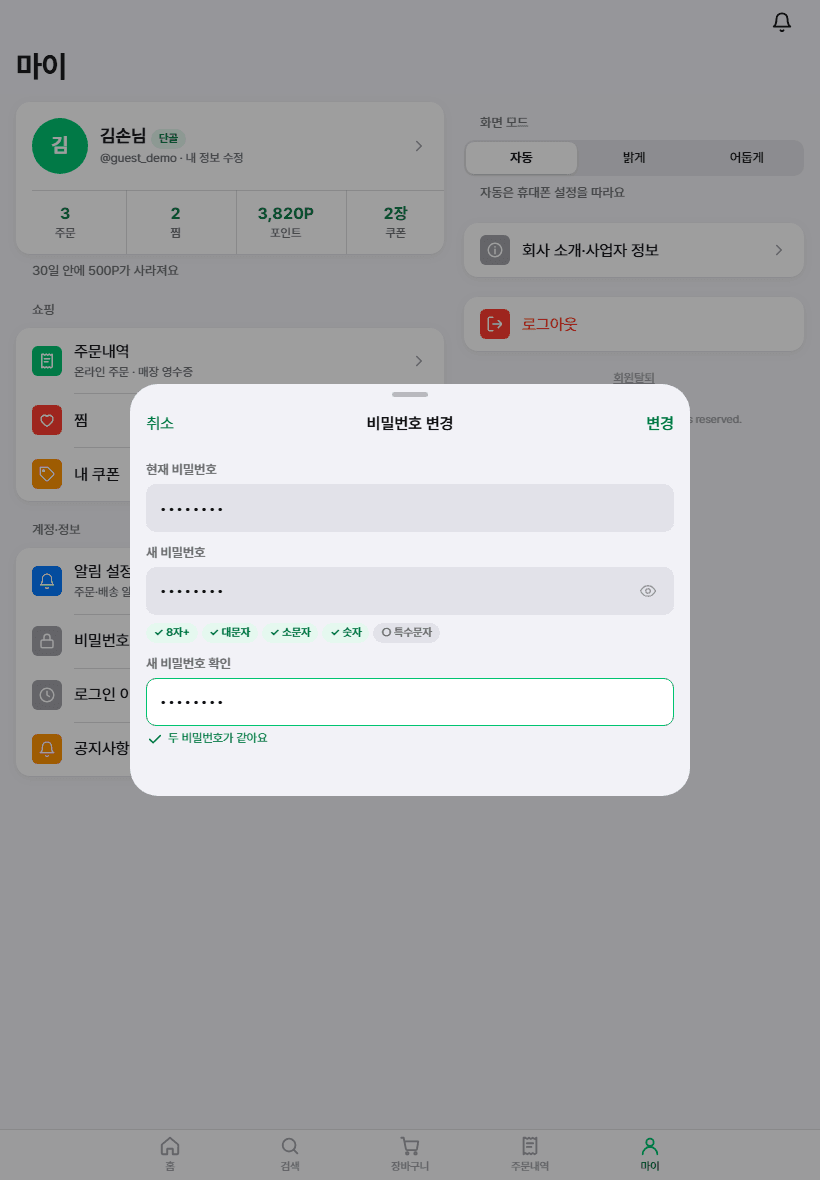 마이
김
김손님 단골
@guest_demo · 내 정보 수정
3 2 3,820P 2장
주문 찜 포인트 쿠폰
30일 안에 500P가 사라져요
쇼핑
주문내역
온라인 주문 · 매장 영수증
찜
내 쿠폰
계정·정보
알림 설정
주문·배송
비밀번호
로그인
공지사항
화면 모드
자동 밝게 어둡게
자동은 휴대폰 설정을 따라요
회사 소개·사업자 정보
로그아웃
회원탈퇴
reserved.
취소 비밀번호 변경 변경
현재 비밀번호
••••••••
새 비밀번호
••••••••
8자+ 대문자 소문자 숫자 특수문자
새 비밀번호 확인
••••••••
두 비밀번호가 같아요
홈 검색 장바구니 주문내역 마이